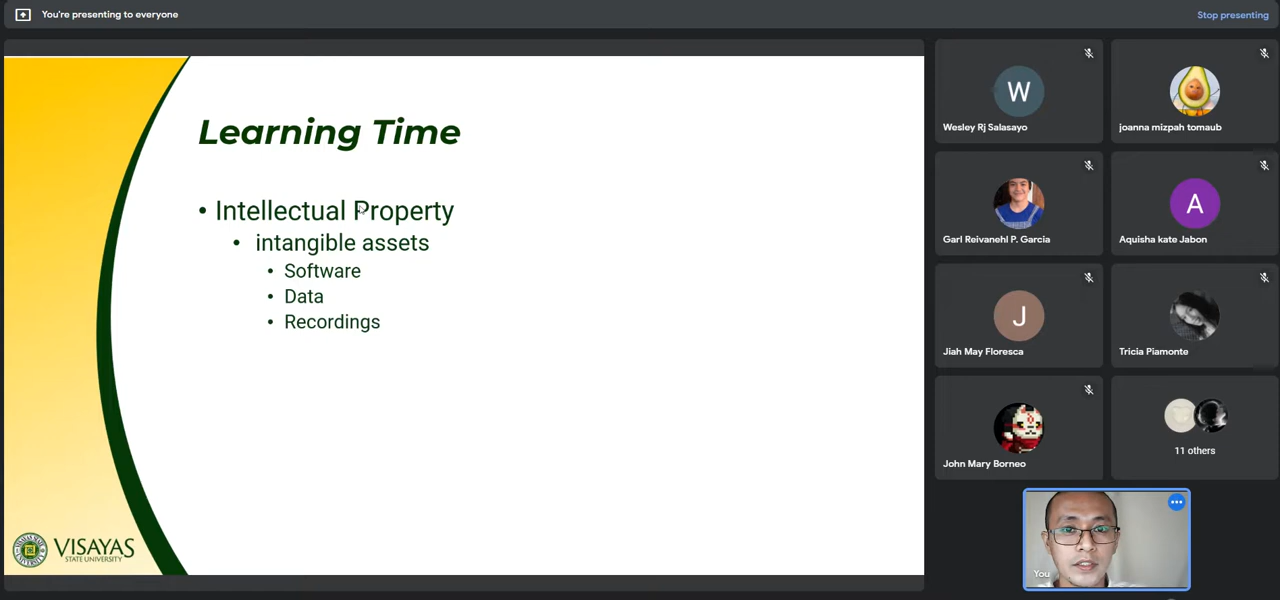 You're presenting to everyone
Stop presenting
Learning Time
• Intellectual Property
• intangible assets
• Software
• Data
• Recordings
VISAYAS
STATE UNIVERSITY
W
Wesley Rj Salasayo
joanna mizpah tomaub
Garl Reivanehl P. Garcia
A
Aquisha kate Jabon
J
Jiah May Floresca
Tricia Piamonte
John Mary Borneo
11 others
You